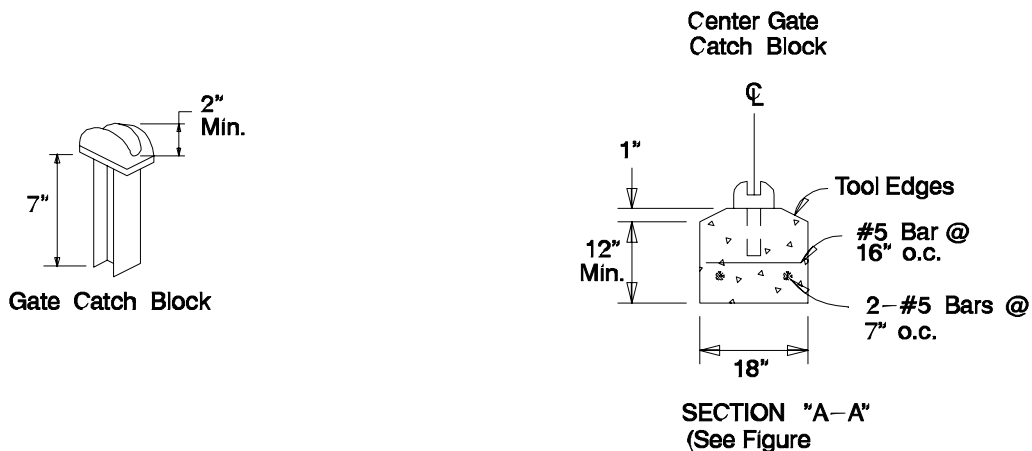 Center Gate
Catch Block
℄
2"
Min.
7"
Gate Catch Block
1"
12"
Min.
Tool Edges
#5 Bar @
16" o.c.
2-#5 Bars @
7" o.c.
18"
SECTION "A-A"
(See Figure